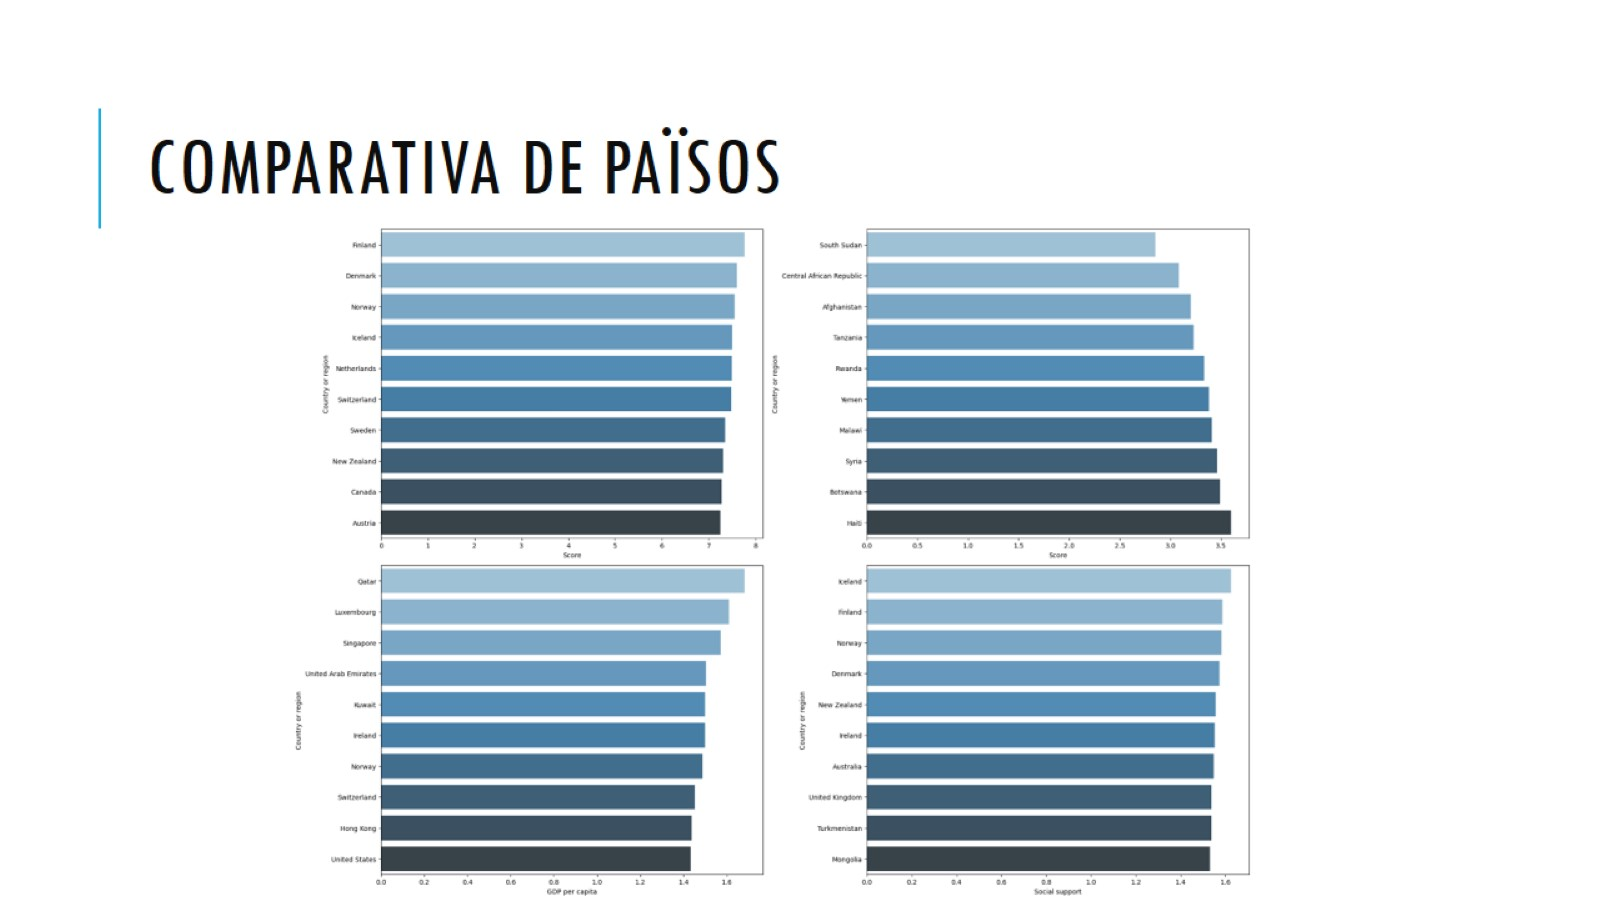 COMPARATIVA DE PAÏSOS
Country or region
Finland
Denmark
Norway
Iceland
Netherlands
Switzerland
Sweden
New Zealand
Canada
Austria
0 1 2 3 4 5 6 7 8
Score
Country or region
South Sudan
Central African Republic
Afghanistan
Tanzania
Rwanda
Yemen
Malawi
Syria
Botswana
Haiti
0.0 0.5 1.0 1.5 2.0 2.5 3.0 3.5
Score
Country or region
Qatar
Luxembourg
Singapore
United Arab Emirates
Kuwait
Ireland
Norway
Switzerland
Hong Kong
United States
0.0 0.2 0.4 0.6 0.8 1.0 1.2 1.4 1.6
GDP per capita
Country or region
Iceland
Finland
Norway
Denmark
New Zealand
Ireland
Australia
United Kingdom
Turkmenistan
Mongolia
0.0 0.2 0.4 0.6 0.8 1.0 1.2 1.4 1.6
Social support